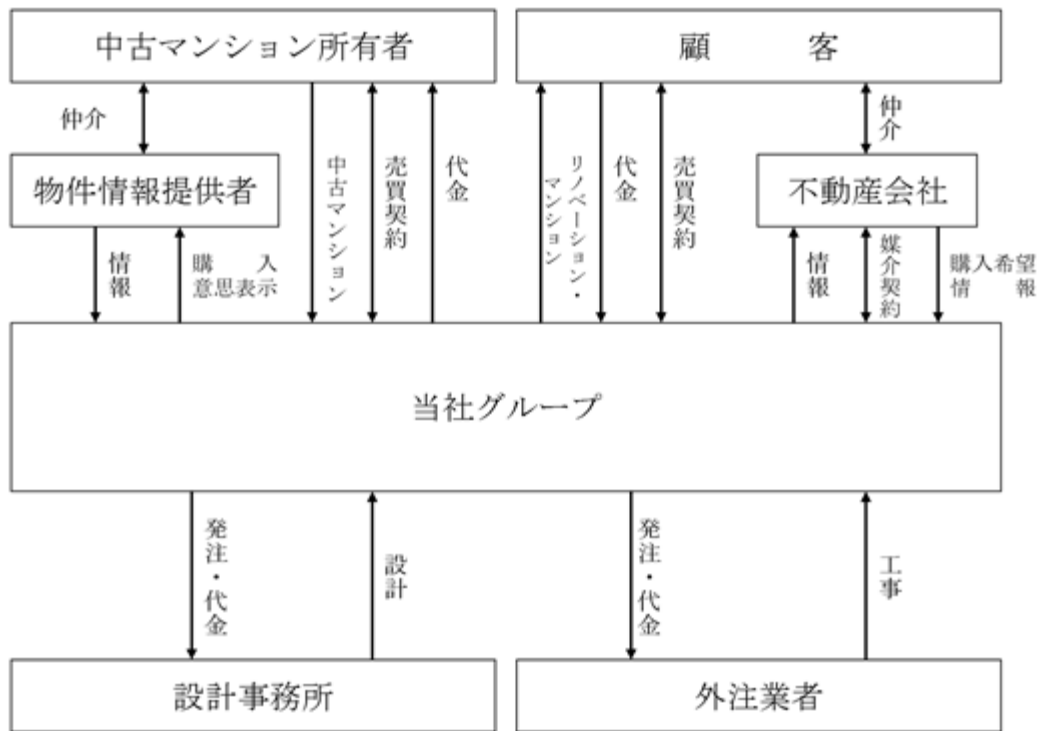 中古マンション所有者
顧 客
仲介
仲介
物件情報提供者
中古マンション
売買契約
代金
リノベーション・
マンション
代金
売買契約
不動産会社
情報
購 入
意思表示
情報
媒介契約
購入希望
情 報
当社グループ
発注・代金
設計
発注・代金
工事
設計事務所
外注業者